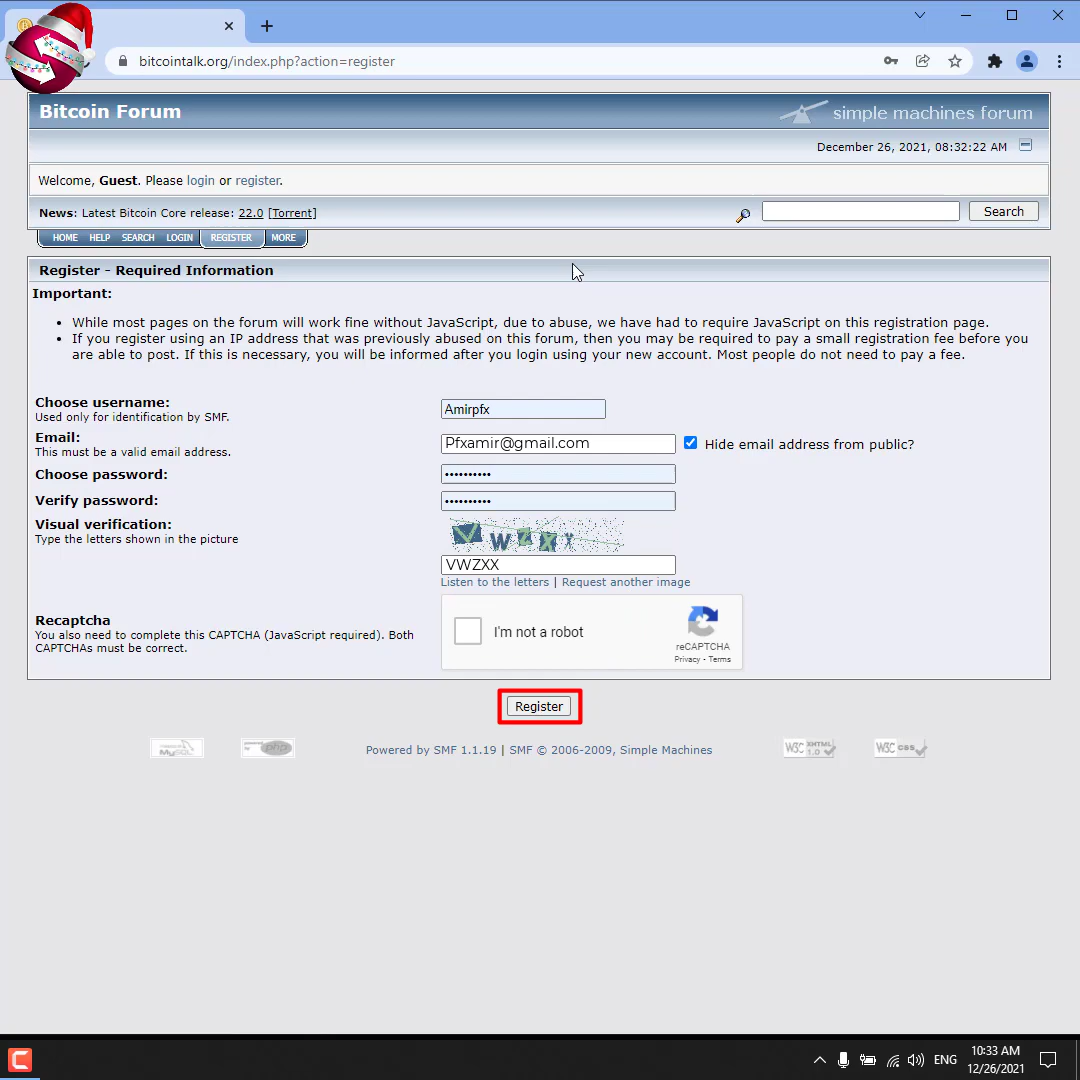 bitcointalk.org/index.php?action=register
Bitcoin Forum
simple machines forum
December 26, 2021, 08:32:22 AM
Welcome, Guest. Please login or register.
News: Latest Bitcoin Core release: 22.0 [Torrent]
Search
HOME HELP SEARCH LOGIN REGISTER MORE
Register - Required Information
Important:
• While most pages on the forum will work fine without JavaScript, due to abuse, we have had to require JavaScript on this registration page.
• If you register using an IP address that was previously abused on this forum, then you may be required to pay a small registration fee before you
are able to post. If this is necessary, you will be informed after you login using your new account. Most people do not need to pay a fee.
Choose username:
Used only for identification by SMF.
Amirpfx
Email:
This must be a valid email address.
Pfxamir@gmail.com
Hide email address from public?
Choose password:
••••••••••
Verify password:
••••••••••
Visual verification:
Type the letters shown in the picture
VWZXX
VWZXX
Listen to the letters | Request another image
Recaptcha
You also need to complete this CAPTCHA (JavaScript required). Both
CAPTCHAs must be correct.
I'm not a robot
reCAPTCHA
Privacy - Terms
Register
MySQL
php
Powered by SMF 1.1.19 | SMF © 2006-2009, Simple Machines
W3C XHTML 1.0
W3C css
ENG
10:33 AM
12/26/2021